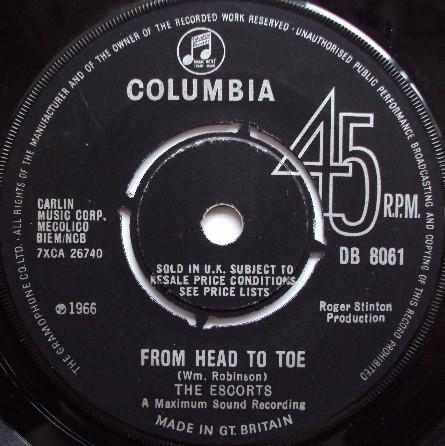 THE GRAMOPHONE CO. LTD. · ALL RIGHTS OF THE MANUFACTURER AND OF THE OWNER OF THE RECORDED WORK RESERVED · UNAUTHORISED PUBLIC PERFORMANCE BROADCASTING AND COPYING OF THIS RECORD PROHIBITED
COLUMBIA
45
R.P.M.
CARLIN
MUSIC CORP.
MECOLICO
BIEM/NCB
7XCA 26740
DB 8061
SOLD IN U.K. SUBJECT TO
RESALE PRICE CONDITIONS
SEE PRICE LISTS
℗ 1966
Roger Stinton
Production
FROM HEAD TO TOE
(Wm. Robinson)
THE ESCORTS
A Maximum Sound Recording
MADE IN GT. BRITAIN